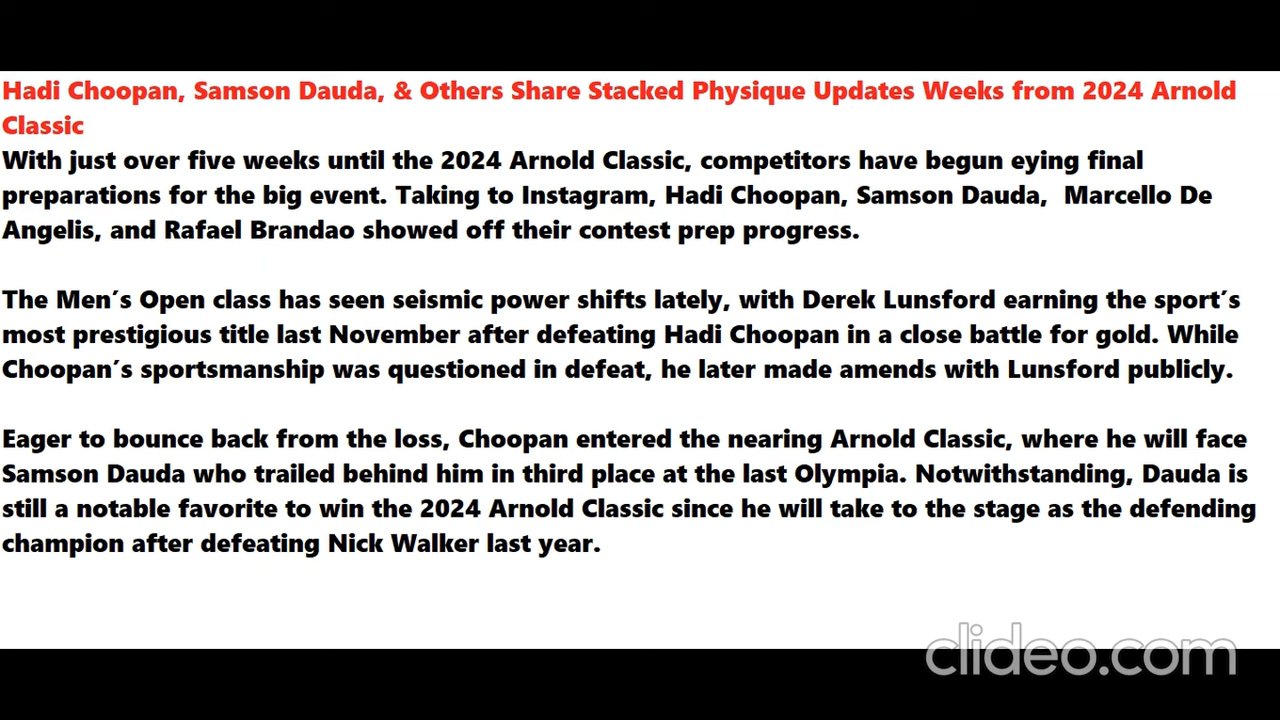 Hadi Choopan, Samson Dauda, & Others Share Stacked Physique Updates Weeks from 2024 Arnold
Classic
With just over five weeks until the 2024 Arnold Classic, competitors have begun eying final
preparations for the big event. Taking to Instagram, Hadi Choopan, Samson Dauda,  Marcello De
Angelis, and Rafael Brandao showed off their contest prep progress.
The Men′s Open class has seen seismic power shifts lately, with Derek Lunsford earning the sport′s
most prestigious title last November after defeating Hadi Choopan in a close battle for gold. While
Choopan′s sportsmanship was questioned in defeat, he later made amends with Lunsford publicly.
Eager to bounce back from the loss, Choopan entered the nearing Arnold Classic, where he will face
Samson Dauda who trailed behind him in third place at the last Olympia. Notwithstanding, Dauda is
still a notable favorite to win the 2024 Arnold Classic since he will take to the stage as the defending
champion after defeating Nick Walker last year.
clideo.com